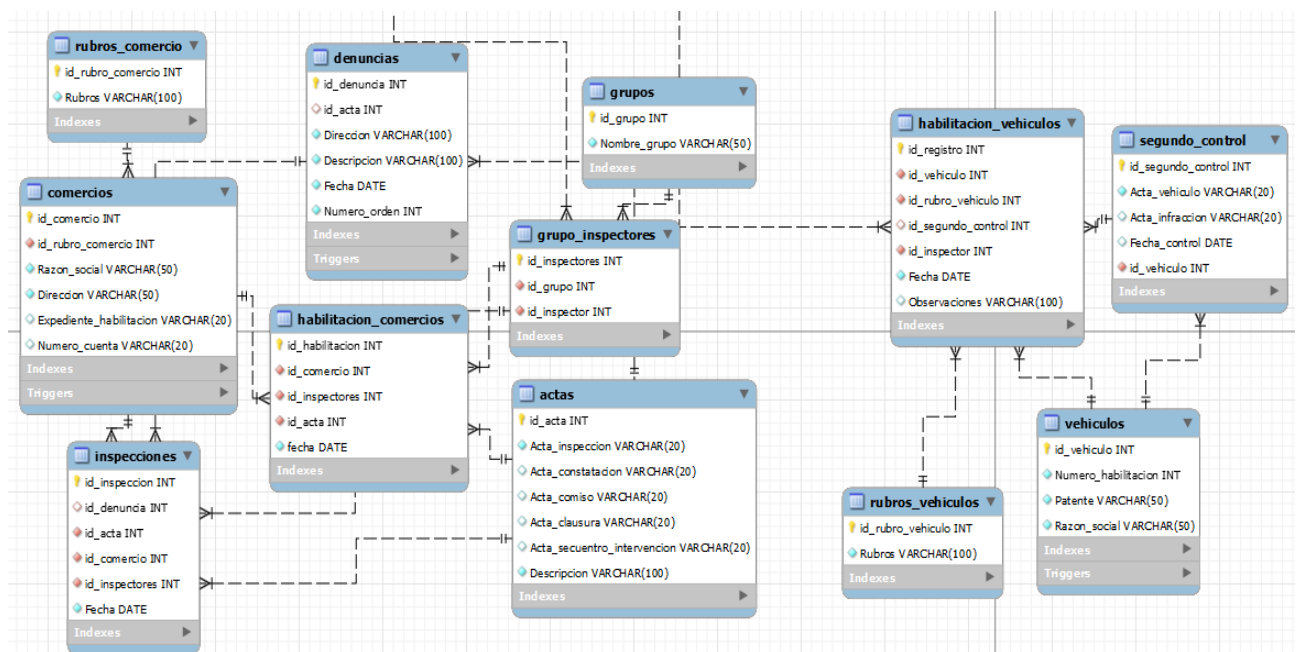 rubros_comercio
id_rubro_comercio INT
Rubros VARCHAR(100)
Indexes
denuncias
id_denuncia INT
id_acta INT
Direccion VARCHAR(100)
Descripcion VARCHAR(100)
Fecha DATE
Numero_orden INT
Indexes
Triggers
grupos
id_grupo INT
Nombre_grupo VARCHAR(50)
Indexes
habilitacion_vehiculos
id_registro INT
id_vehiculo INT
id_rubro_vehiculo INT
id_segundo_control INT
id_inspector INT
Fecha DATE
Observaciones VARCHAR(100)
Indexes
segundo_control
id_segundo_control INT
Acta_vehiculo VARCHAR(20)
Acta_infraccion VARCHAR(20)
Fecha_control DATE
id_vehiculo INT
Indexes
comercios
id_comercio INT
id_rubro_comercio INT
Razon_social VARCHAR(50)
Direccion VARCHAR(50)
Expediente_habilitacion VARCHAR(20)
Numero_cuenta VARCHAR(20)
Indexes
Triggers
grupo_inspectores
id_inspectores INT
id_grupo INT
id_inspector INT
Indexes
habilitacion_comercios
id_habilitacion INT
id_comercio INT
id_inspectores INT
id_acta INT
fecha DATE
Indexes
actas
id_acta INT
Acta_inspeccion VARCHAR(20)
Acta_constatacion VARCHAR(20)
Acta_comiso VARCHAR(20)
Acta_clausura VARCHAR(20)
Acta_secuentro_intervencion VARCHAR(20)
Descripcion VARCHAR(100)
Indexes
vehiculos
id_vehiculo INT
Numero_habilitacion INT
Patente VARCHAR(50)
Razon_social VARCHAR(50)
Indexes
Triggers
inspecciones
id_inspeccion INT
id_denuncia INT
id_acta INT
id_comercio INT
id_inspectores INT
Fecha DATE
Indexes
rubros_vehiculos
id_rubro_vehiculo INT
Rubros VARCHAR(100)
Indexes